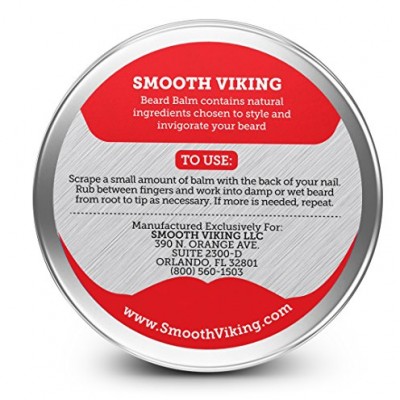 SMOOTH VIKING
Beard Balm contains natural
ingredients chosen to style and
invigorate your beard
TO USE:
Scrape a small amount of balm with the back of your nail.
Rub between fingers and work into damp or wet beard
from root to tip as necessary. If more is needed, repeat.
Manufactured Exclusively For:
SMOOTH VIKING LLC
390 N. ORANGE AVE.
SUITE 2300-D
ORLANDO, FL 32801
(800) 560-1503
www.SmoothViking.com